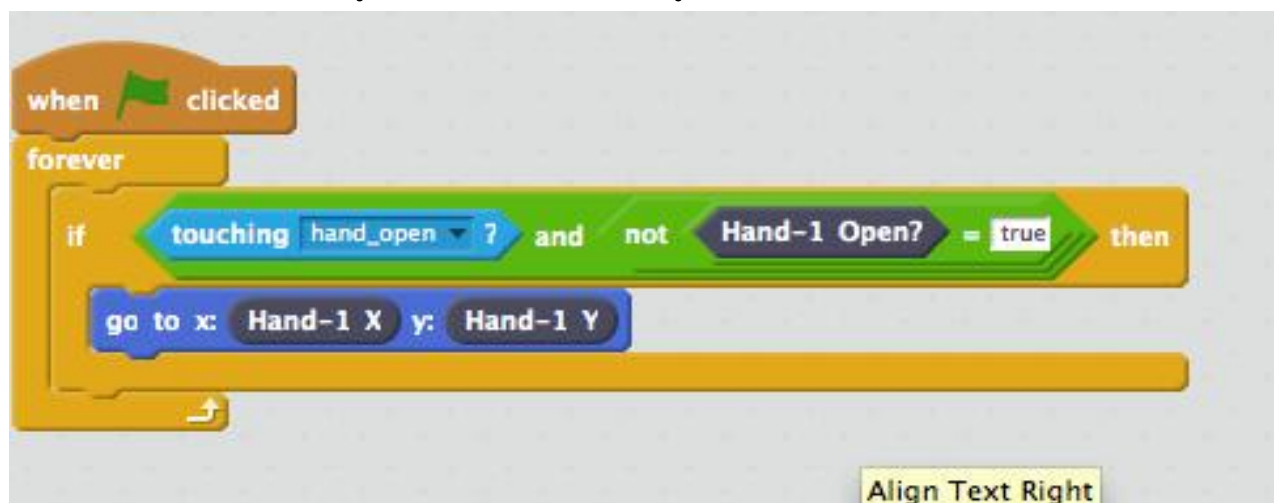 when clicked
forever
if touching hand_open ? and not Hand-1 Open? = true then
go to x: Hand-1 X y: Hand-1 Y
Align Text Right